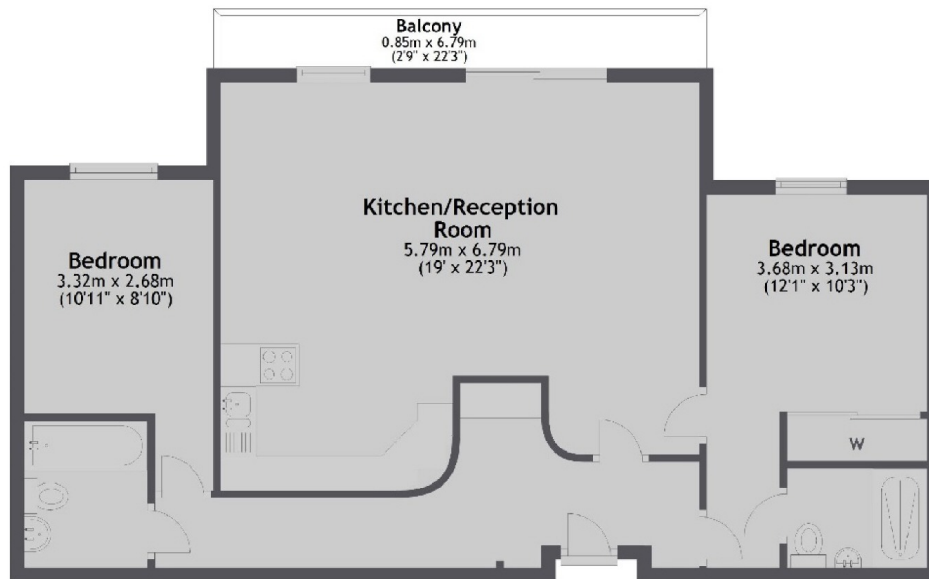 Balcony
0.85m x 6.79m
(2'9" x 22'3")
Kitchen/Reception
Room
5.79m x 6.79m
(19' x 22'3")
Bedroom
3.32m x 2.68m
(10'11" x 8'10")
Bedroom
3.68m x 3.13m
(12'1" x 10'3")
W